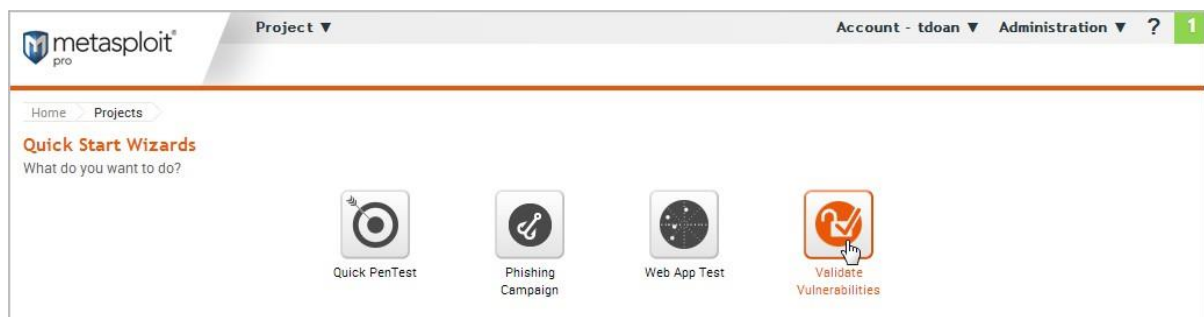 metasploit®
pro
Project ▼
Account - tdoan ▼
Administration ▼
?
1
Home
Projects
Quick Start Wizards
What do you want to do?
Quick PenTest
Phishing
Campaign
Web App Test
Validate
Vulnerabilities